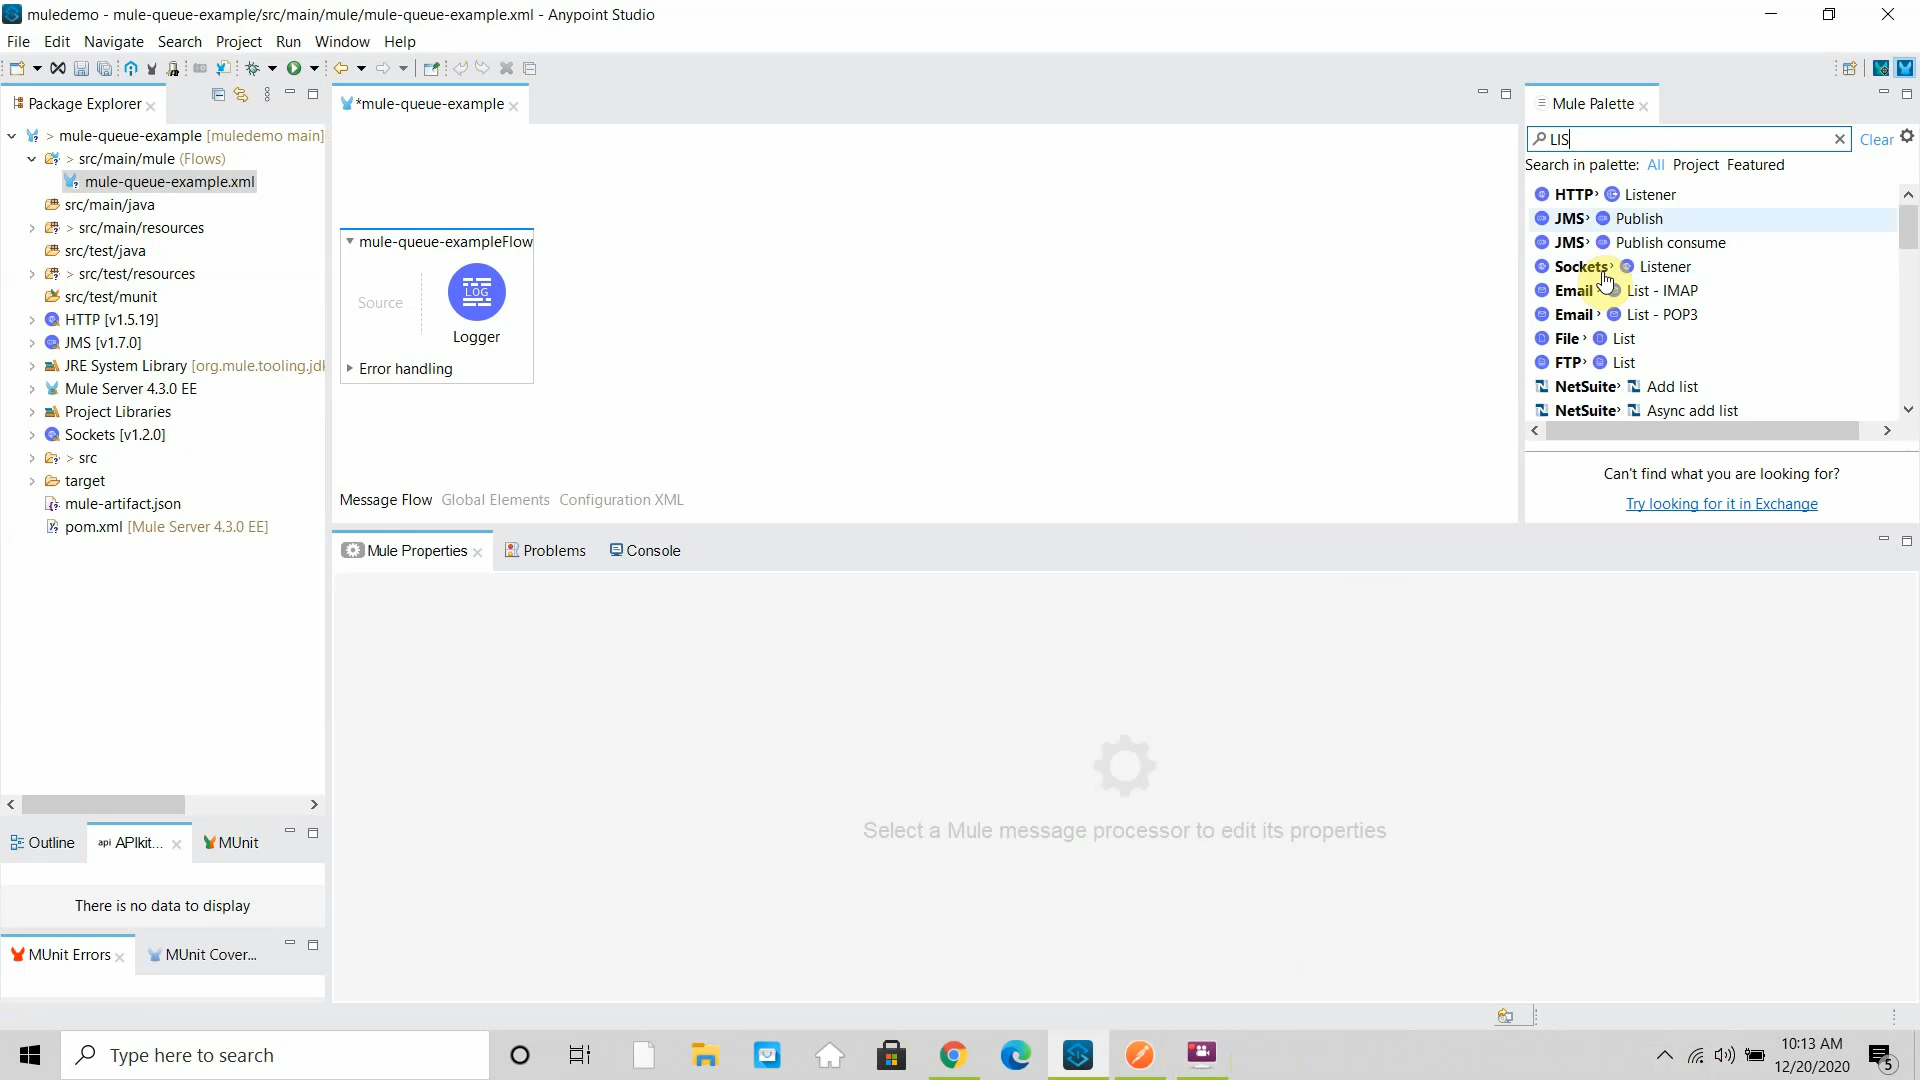 muledemo - mule-queue-example/src/main/mule/mule-queue-example.xml - Anypoint Studio
File Edit Navigate Search Project Run Window Help
Package Explorer
> mule-queue-example [muledemo main]
> src/main/mule (Flows)
mule-queue-example.xml
src/main/java
> src/main/resources
src/test/java
> src/test/resources
src/test/munit
HTTP [v1.5.19]
JMS [v1.7.0]
JRE System Library [org.mule.tooling.jdk
Mule Server 4.3.0 EE
Project Libraries
Sockets [v1.2.0]
> src
target
mule-artifact.json
pom.xml [Mule Server 4.3.0 EE]
Outline
api APIkit...
MUnit
There is no data to display
MUnit Errors
MUnit Cover...
*mule-queue-example
mule-queue-exampleFlow
Source
LOG
Logger
Error handling
Message Flow Global Elements Configuration XML
Mule Palette
LIS
Clear
Search in palette: All Project Featured
HTTP Listener
JMS Publish
JMS Publish consume
Sockets Listener
Email List - IMAP
Email List - POP3
File List
FTP List
NetSuite Add list
NetSuite Async add list
Can't find what you are looking for?
Try looking for it in Exchange
Mule Properties
Problems
Console
Select a Mule message processor to edit its properties
Type here to search
10:13 AM
12/20/2020
5